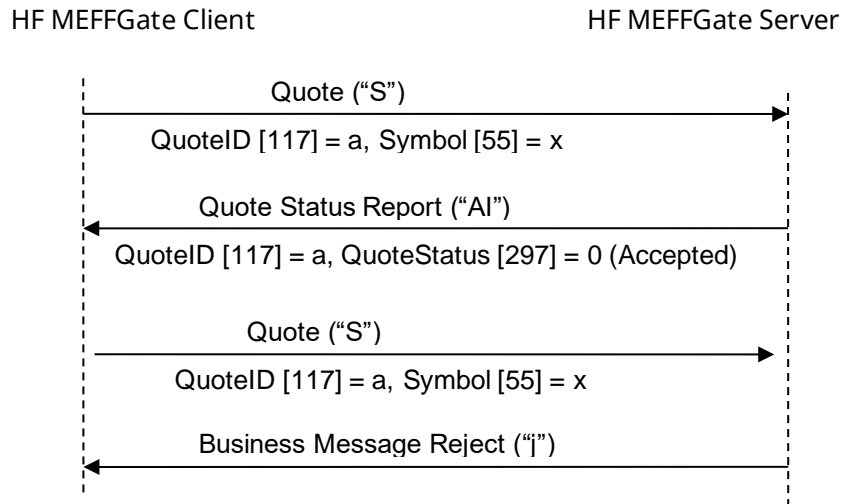 HF MEFFGate Client
HF MEFFGate Server
Quote (“S”)
QuoteID [117] = a, Symbol [55] = x
Quote Status Report (“AI”)
QuoteID [117] = a, QuoteStatus [297] = 0 (Accepted)
Quote (“S”)
QuoteID [117] = a, Symbol [55] = x
Business Message Reject (“j”)